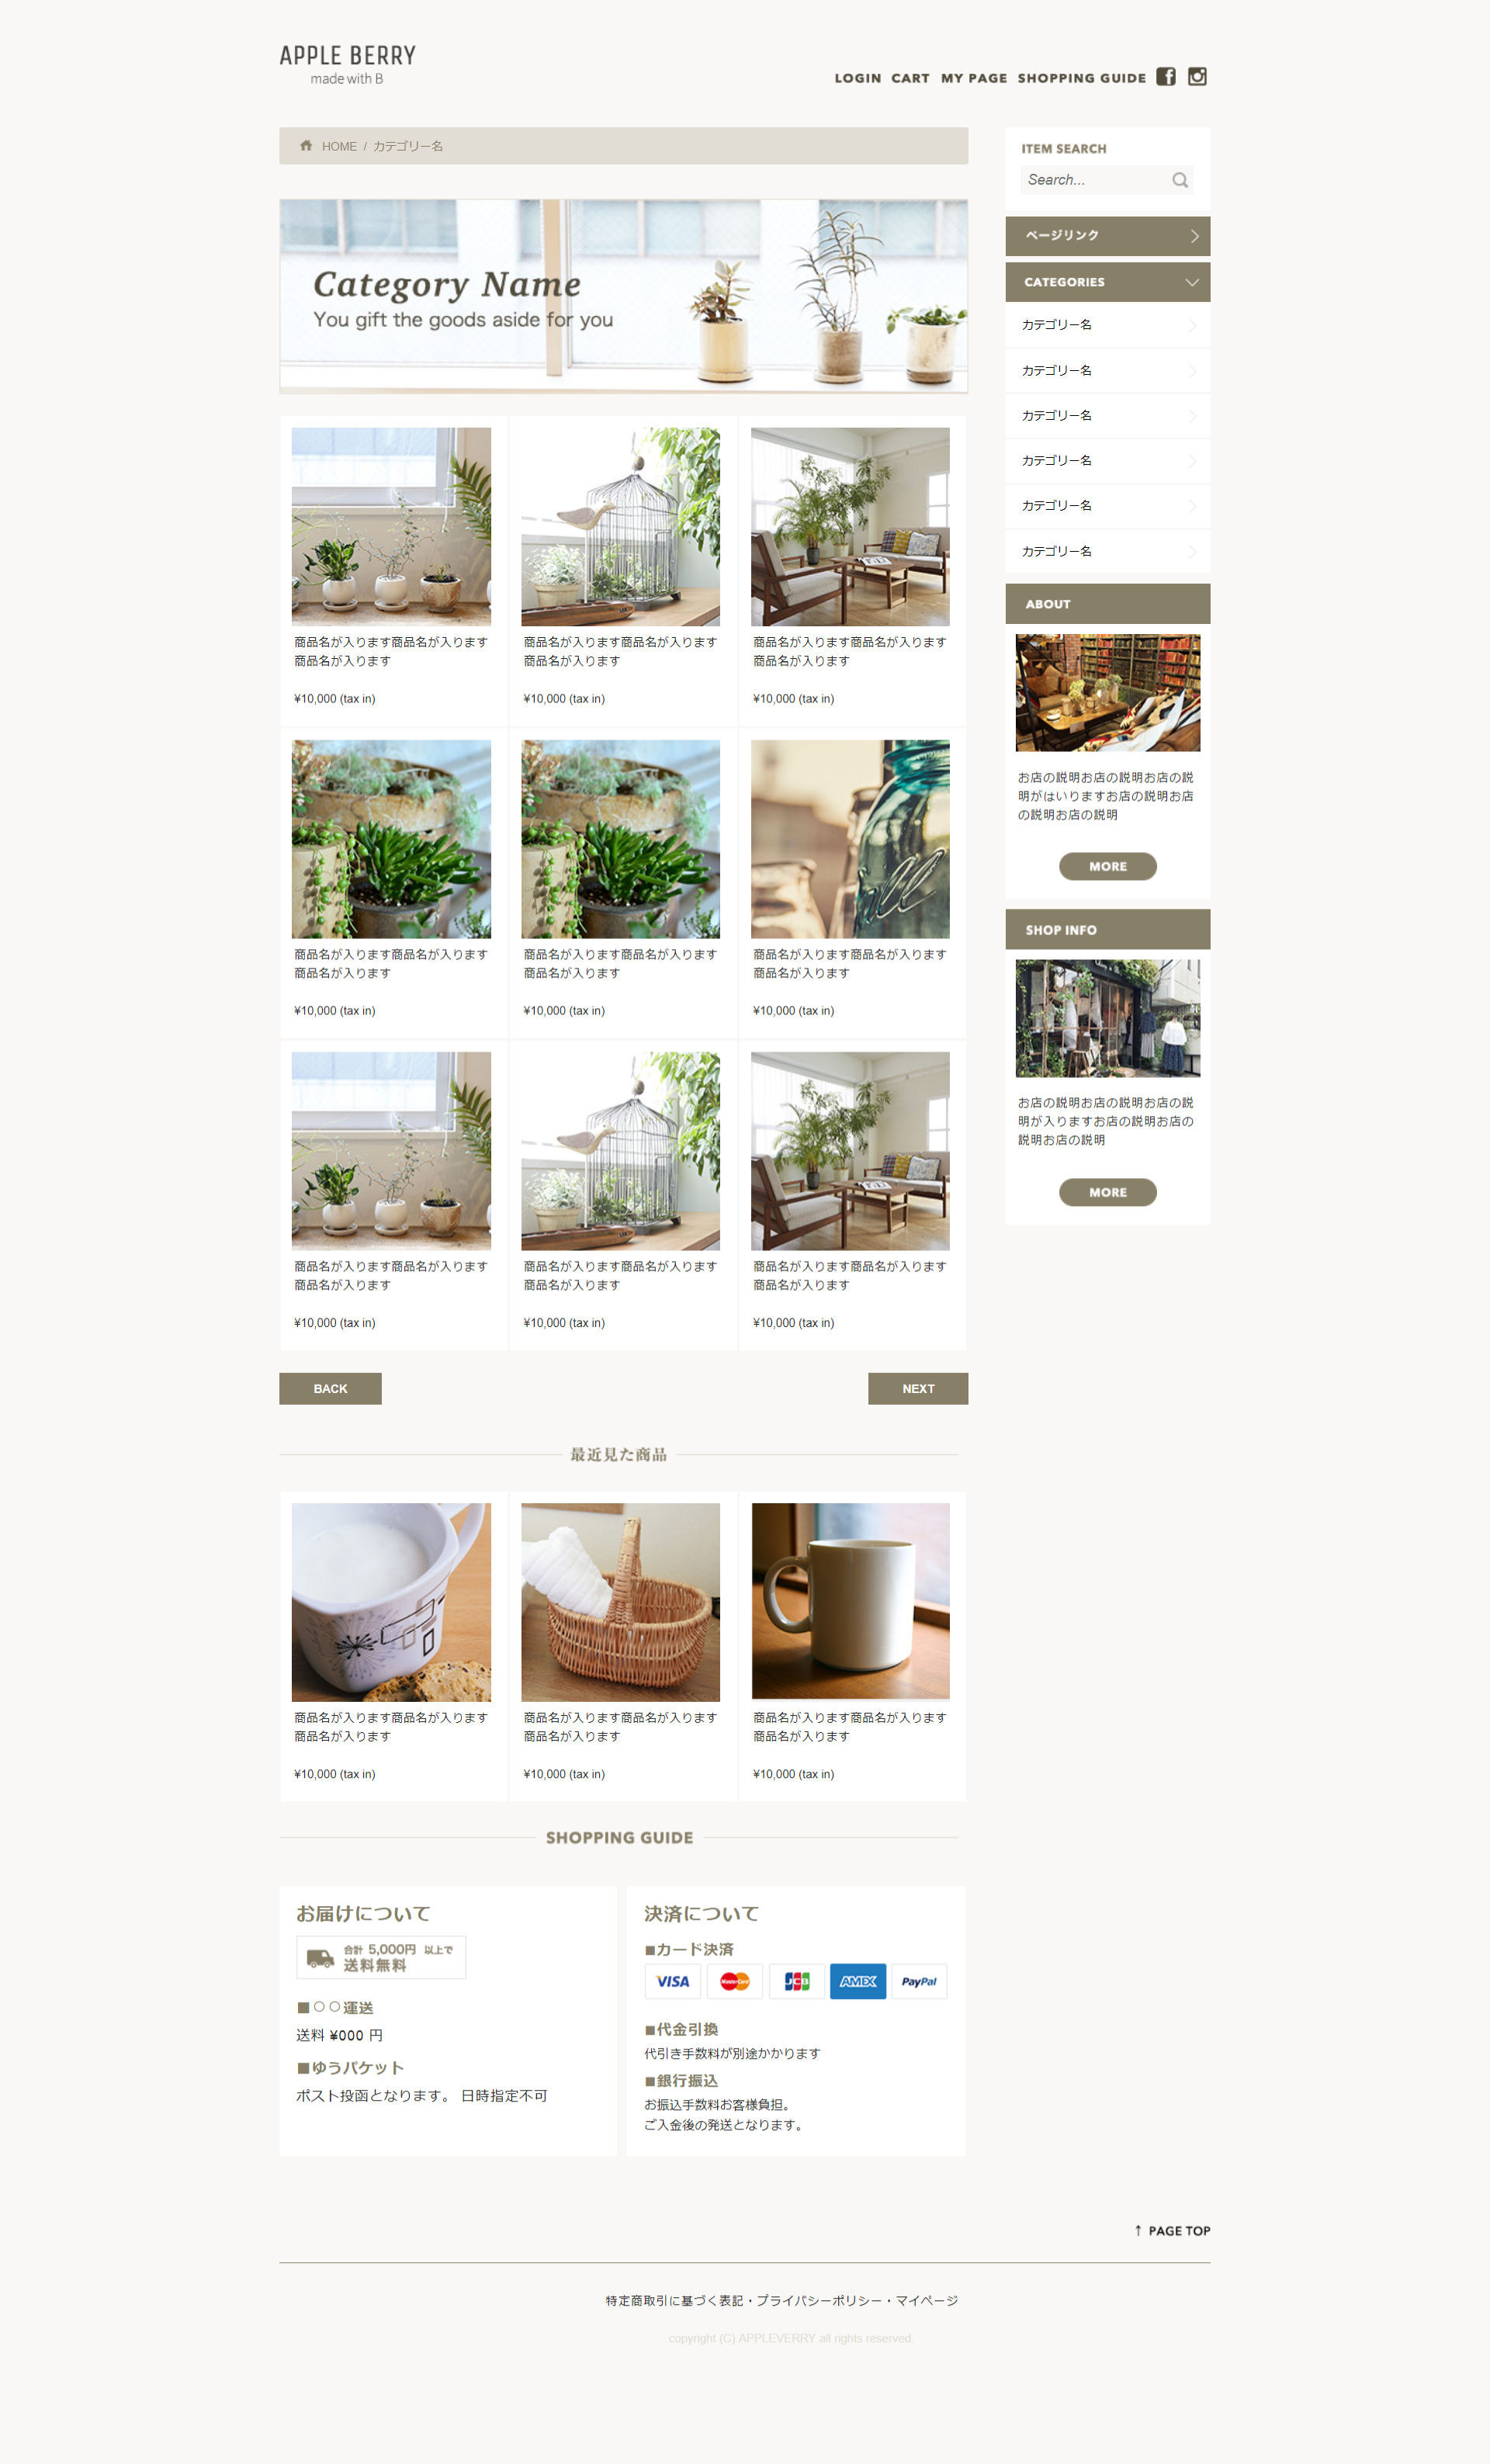 APPLE BERRY
made with B
LOGIN CART MY PAGE SHOPPING GUIDE
HOME / カテゴリー名
Category Name
You gift the goods aside for you
商品名が入ります商品名が入ります
商品名が入ります
¥10,000 (tax in)
商品名が入ります商品名が入ります
商品名が入ります
¥10,000 (tax in)
商品名が入ります商品名が入ります
商品名が入ります
¥10,000 (tax in)
商品名が入ります商品名が入ります
商品名が入ります
¥10,000 (tax in)
商品名が入ります商品名が入ります
商品名が入ります
¥10,000 (tax in)
商品名が入ります商品名が入ります
商品名が入ります
¥10,000 (tax in)
商品名が入ります商品名が入ります
商品名が入ります
¥10,000 (tax in)
商品名が入ります商品名が入ります
商品名が入ります
¥10,000 (tax in)
商品名が入ります商品名が入ります
商品名が入ります
¥10,000 (tax in)
BACK
NEXT
最近見た商品
商品名が入ります商品名が入ります
商品名が入ります
¥10,000 (tax in)
商品名が入ります商品名が入ります
商品名が入ります
¥10,000 (tax in)
商品名が入ります商品名が入ります
商品名が入ります
¥10,000 (tax in)
SHOPPING GUIDE
お届けについて
合計 5,000円 以上で
送料無料
■○○運送
送料 ¥000 円
■ゆうパケット
ポスト投函となります。 日時指定不可
決済について
■カード決済
VISA MasterCard JCB AMEX PayPal
■代金引換
代引き手数料が別途かかります
■銀行振込
お振込手数料お客様負担。
ご入金後の発送となります。
ITEM SEARCH
Search...
ページリンク
CATEGORIES
カテゴリー名
カテゴリー名
カテゴリー名
カテゴリー名
カテゴリー名
カテゴリー名
ABOUT
お店の説明お店の説明お店の説
明がはいりますお店の説明お店
の説明お店の説明
MORE
SHOP INFO
お店の説明お店の説明お店の説
明が入りますお店の説明お店の
説明お店の説明
MORE
↑ PAGE TOP
特定商取引に基づく表記・プライバシーポリシー・マイページ
copyright (C) APPLEVERRY all rights reserved.